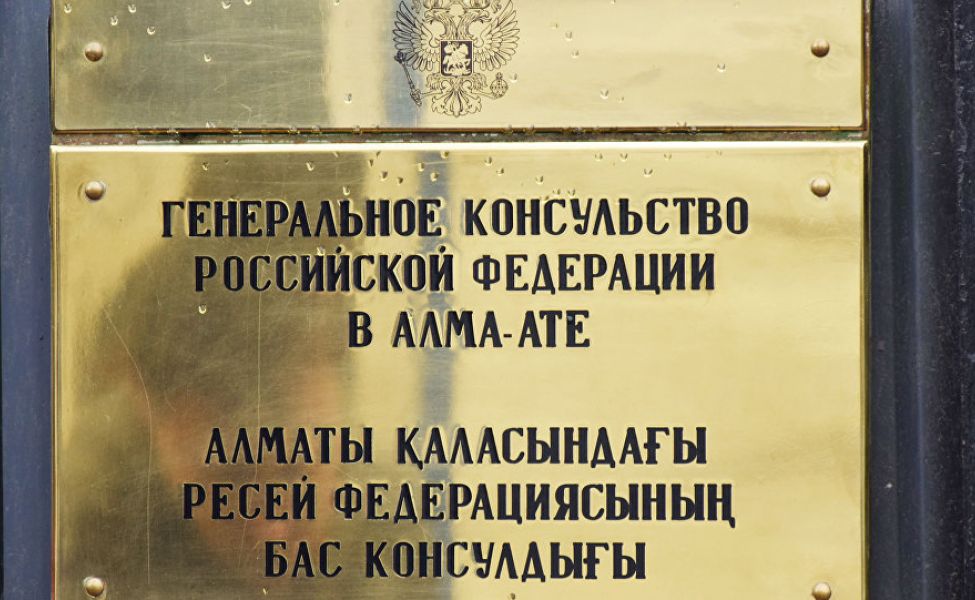 ГЕНЕРАЛЬНОЕ КОНСУЛЬСТВО
РОССИЙСКОЙ ФЕДЕРАЦИИ
В АЛМА-АТЕ
АЛМАТЫ ҚАЛАСЫНДАҒЫ
РЕСЕЙ ФЕДЕРАЦИЯСЫНЫҢ
БАС КОНСУЛДЫҒЫ